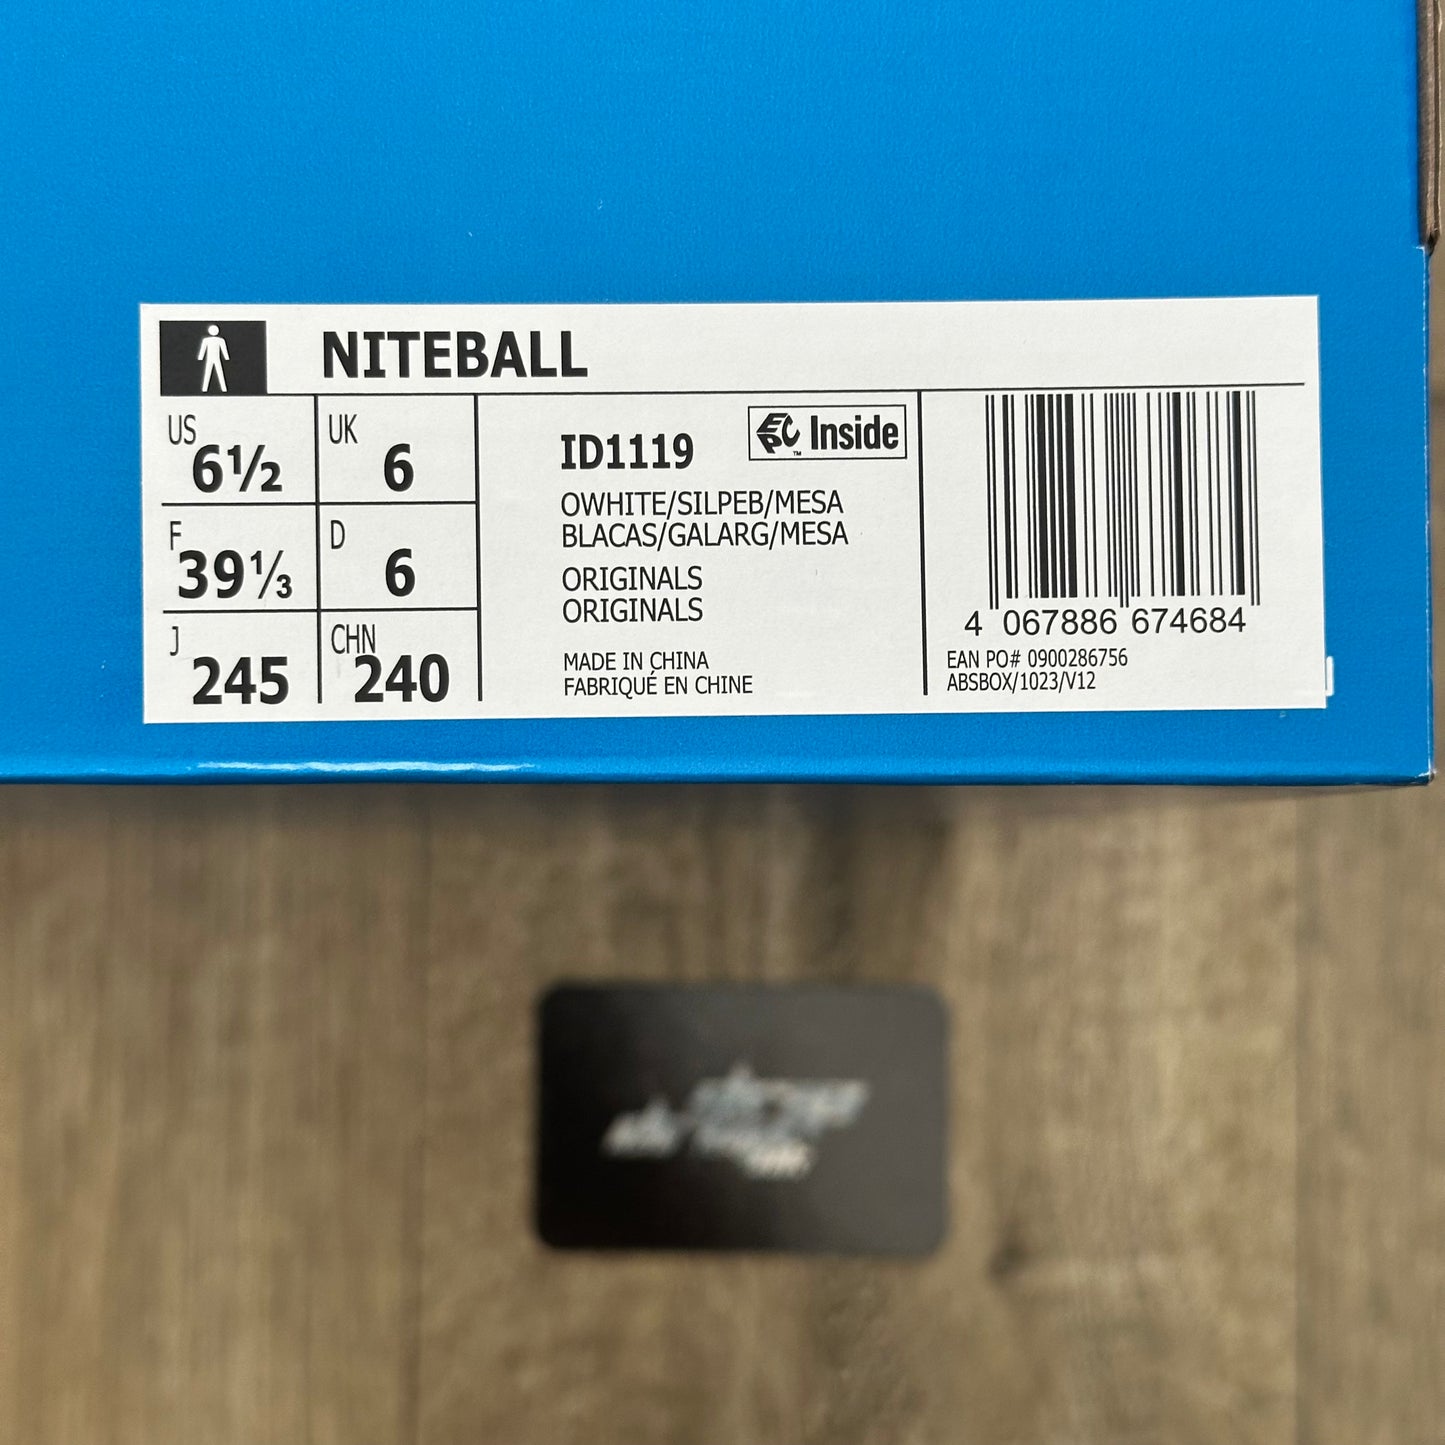 NITEBALL
US
6½
UK
6
F
39⅓
D
6
J
245
CHN
240
ID1119
EPC ™ Inside
OWHITE/SILPEB/MESA
BLACAS/GALARG/MESA
ORIGINALS
ORIGINALS
MADE IN CHINA
FABRIQUÉ EN CHINE
4 067886 674684
EAN PO# 0900286756
ABSBOX/1023/V12